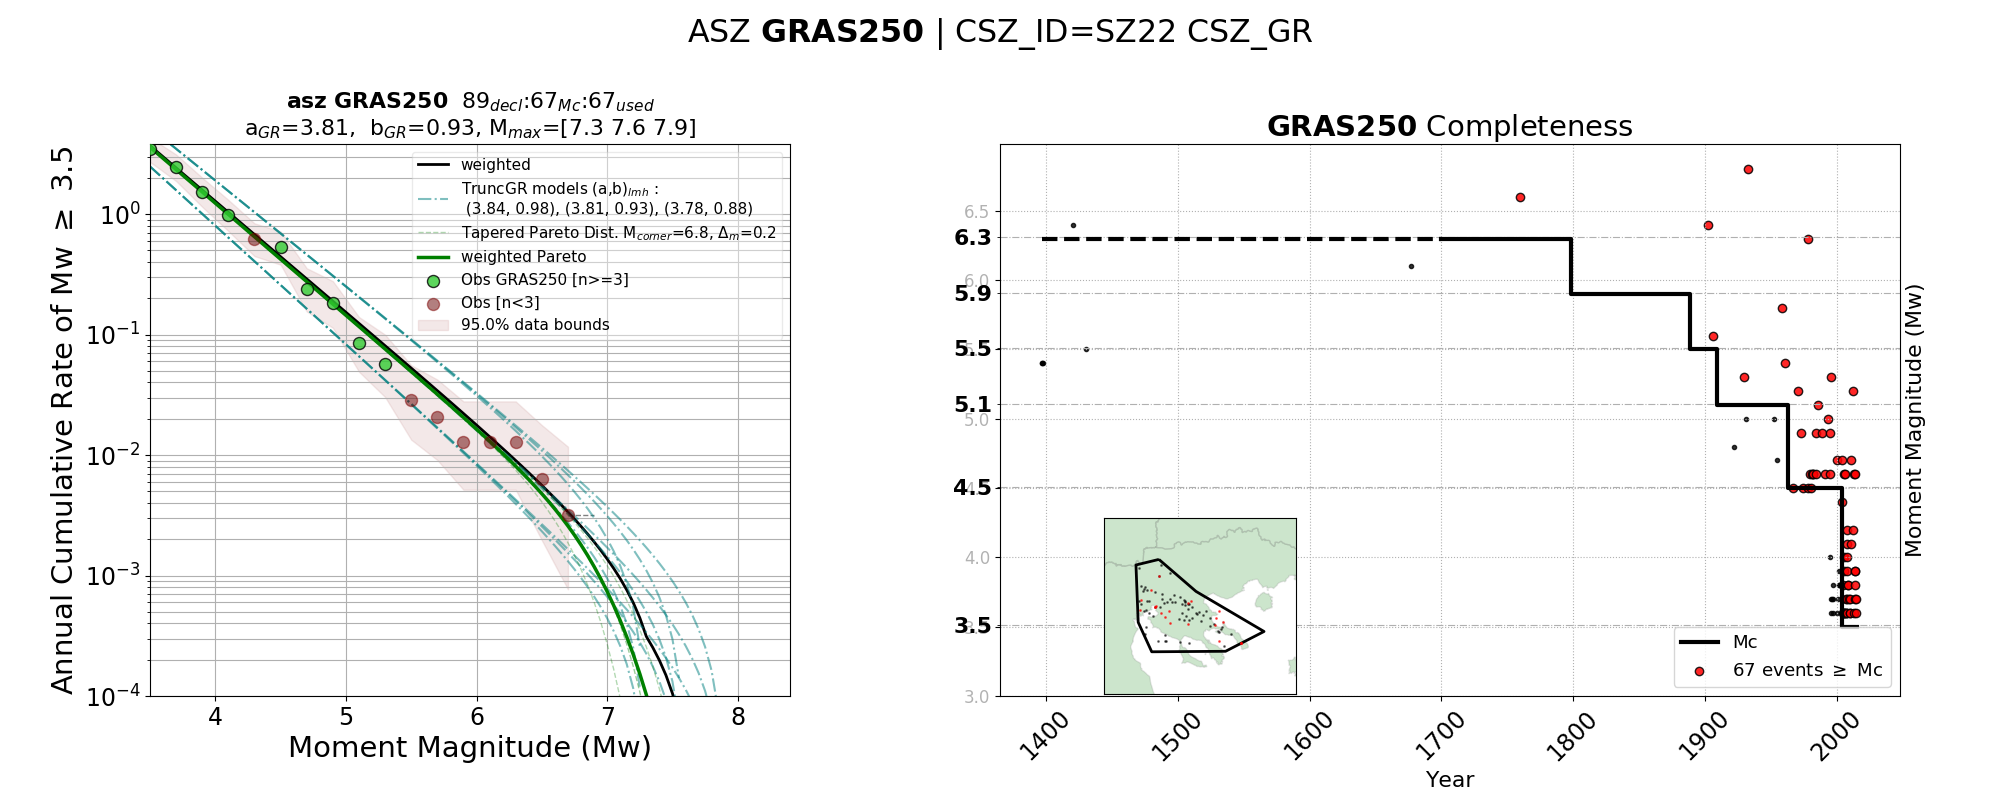 ASZ GRAS250 | CSZ_ID=SZ22 CSZ_GR
asz GRAS250 89decl:67Mc:67used
aGR=3.81, bGR=0.93, Mmax=[7.3 7.6 7.9]
Annual Cumulative Rate of Mw ≥ 3.5
10^0
10^−1
10^−2
10^−3
10^−4
weighted
TruncGR models (a,b)lmh :
(3.84, 0.98), (3.81, 0.93), (3.78, 0.88)
Tapered Pareto Dist. Mcorner=6.8, Δm=0.2
weighted Pareto
Obs GRAS250 [n>=3]
Obs [n<3]
95.0% data bounds
4 5 6 7 8
Moment Magnitude (Mw)
GRAS250 Completeness
6.5
6.3
6.0
5.9
5.5
5.1
5.0
4.5
4.0
3.5
3.0
Moment Magnitude (Mw)
Mc
67 events ≥ Mc
1400 1500 1600 1700 1800 1900 2000
Year